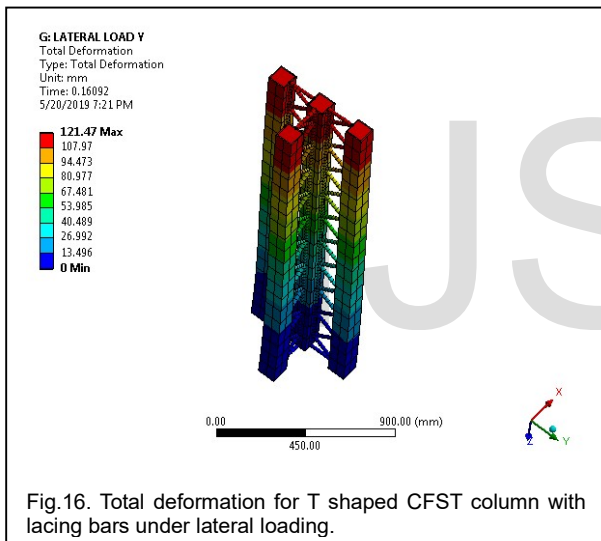 G: LATERAL LOAD Y
Total Deformation
Type: Total Deformation
Unit: mm
Time: 0.16092
5/20/2019 7:21 PM
121.47 Max
107.97
94.473
80.977
67.481
53.985
40.489
26.992
13.496
0 Min
JS
0.00
900.00 (mm)
450.00
X
Y
Z
Fig.16. Total deformation for T shaped CFST column with
lacing bars under lateral loading.